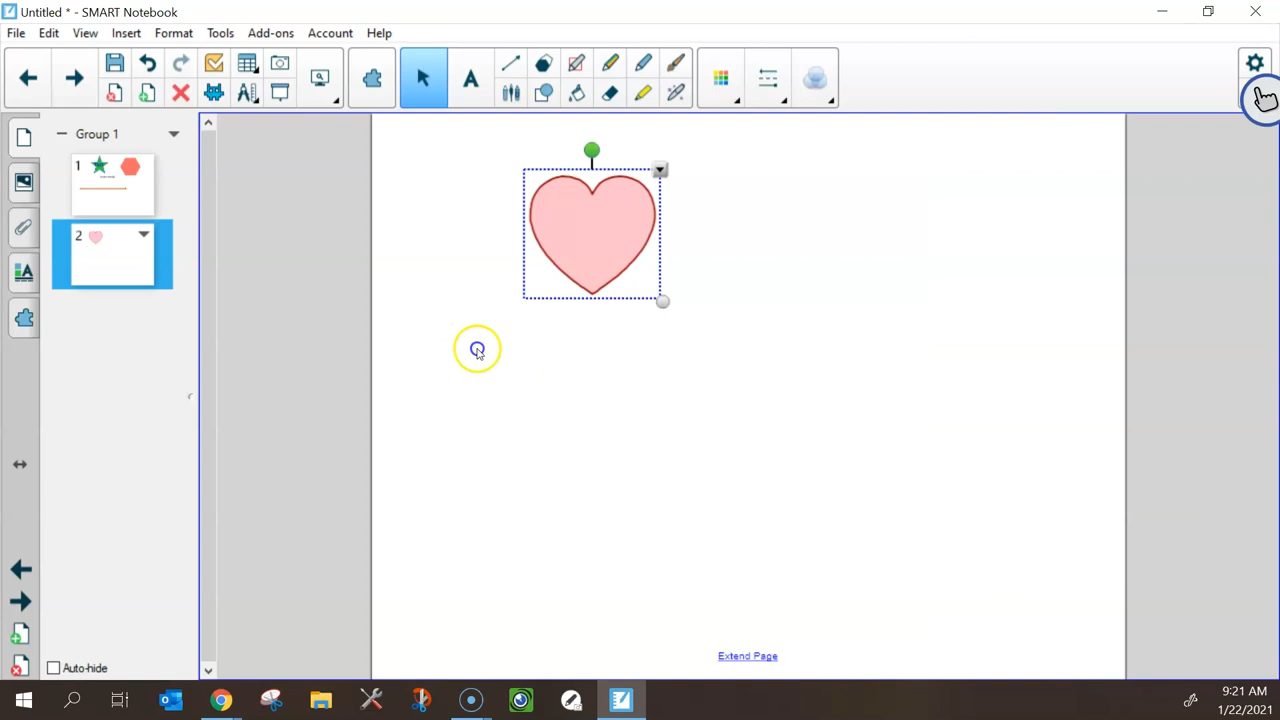 Untitled * - SMART Notebook
File Edit View Insert Format Tools Add-ons Account Help
A
Group 1
1
2
A
Auto-hide
Extend Page
9:21 AM
1/22/2021